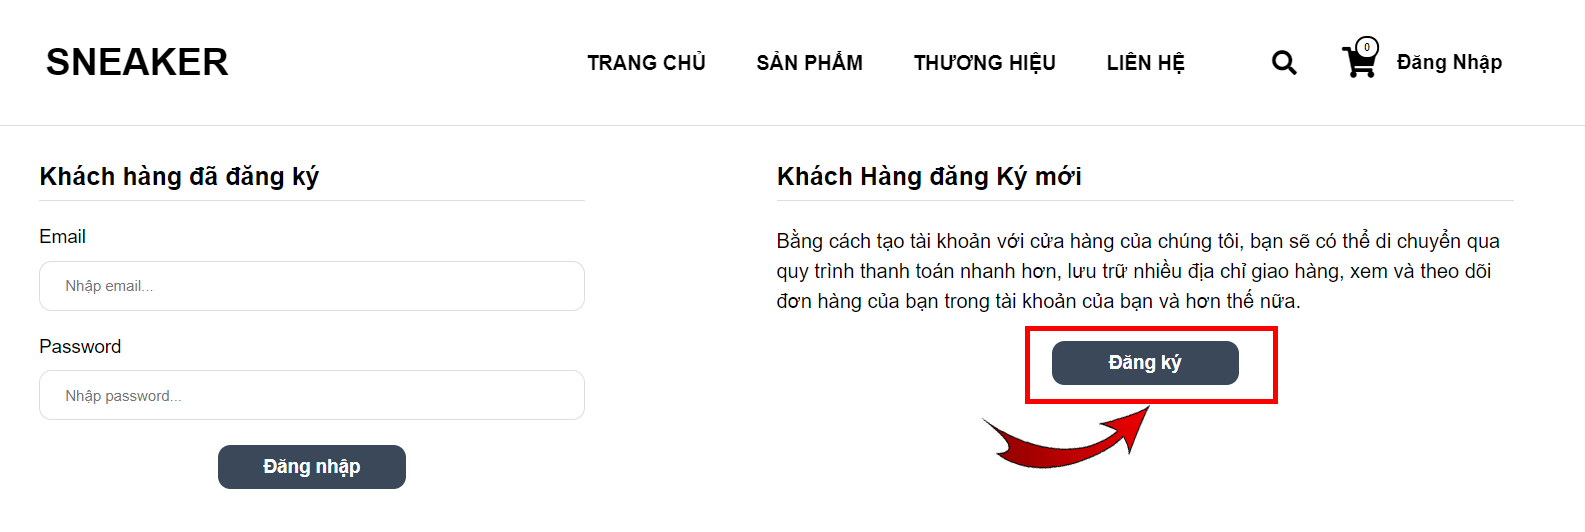 SNEAKER
TRANG CHỦ
SẢN PHẨM
THƯƠNG HIỆU
LIÊN HỆ
0
Đăng Nhập
Khách hàng đã đăng ký
Email
Nhập email...
Password
Nhập password...
Đăng nhập
Khách Hàng đăng Ký mới
Bằng cách tạo tài khoản với cửa hàng của chúng tôi, bạn sẽ có thể di chuyển qua
quy trình thanh toán nhanh hơn, lưu trữ nhiều địa chỉ giao hàng, xem và theo dõi
đơn hàng của bạn trong tài khoản của bạn và hơn thế nữa.
Đăng ký